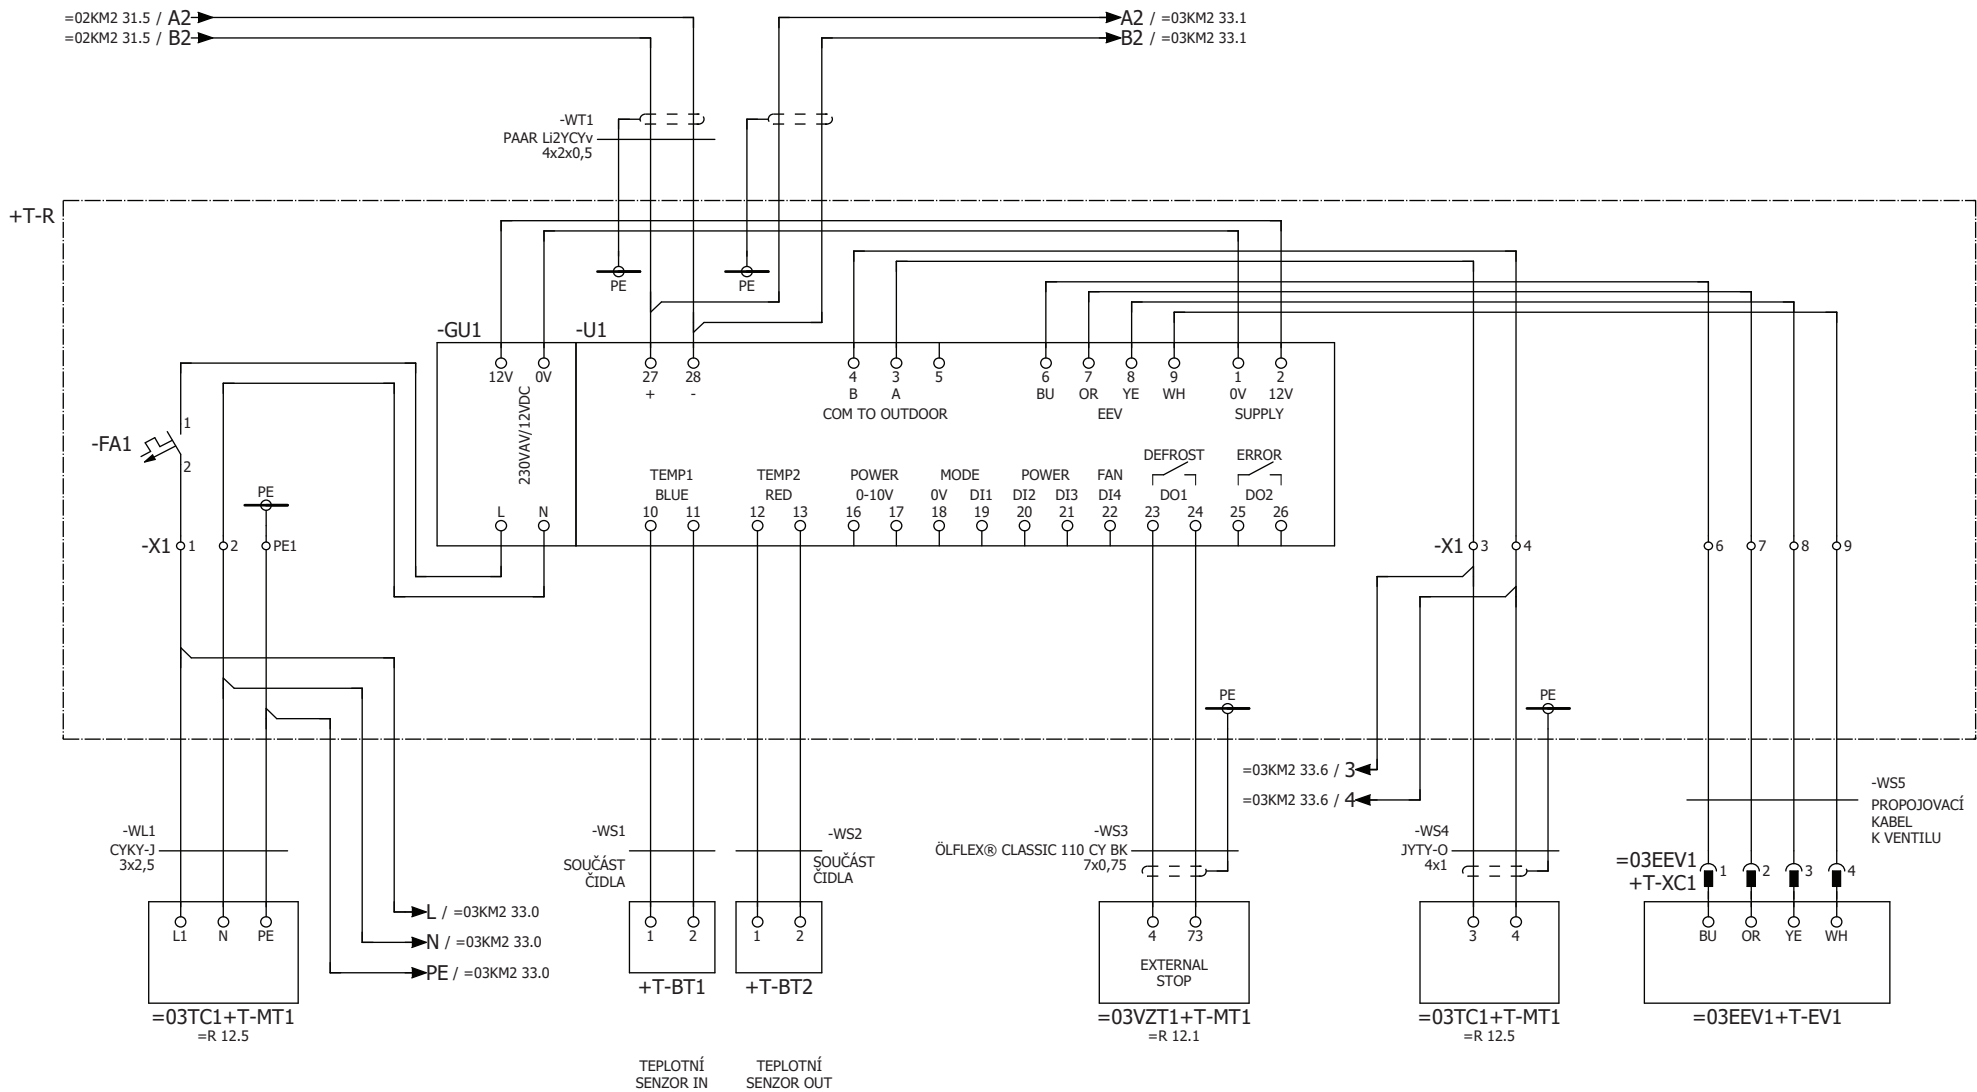 =02KM2 31.5 / A2
=02KM2 31.5 / B2
A2 / =03KM2 33.1
B2 / =03KM2 33.1
-WT1
PAAR Li2YCYv
4x2x0,5
+T-R
PE PE
-GU1 -U1
12V 0V
230VAV/12VDC
L N
27 28 4 3 5 6 7 8 9 1 2
+ - B A BU OR YE WH 0V 12V
COM TO OUTDOOR EEV SUPPLY
DEFROST ERROR
TEMP1 TEMP2 POWER MODE POWER FAN
BLUE RED 0-10V 0V DI1 DI2 DI3 DI4 DO1 DO2
10 11 12 13 16 17 18 19 20 21 22 23 24 25 26
-FA1
1
2
PE
-X1 1 2 PE1
-X1 3 4 6 7 8 9
PE PE
=03KM2 33.6 / 3
=03KM2 33.6 / 4
-WL1
CYKY-J
3x2,5
-WS1
SOUČÁST
ČIDLA
-WS2
SOUČÁST
ČIDLA
-WS3
ÖLFLEX® CLASSIC 110 CY BK
7x0,75
-WS4
JYTY-O
4x1
-WS5
PROPOJOVACÍ
KABEL
K VENTILU
=03EEV1
+T-XC1
1 2 3 4
L1 N PE
=03TC1+T-MT1
=R 12.5
L / =03KM2 33.0
N / =03KM2 33.0
PE / =03KM2 33.0
1 2
+T-BT1
TEPLOTNÍ
SENZOR IN
1 2
+T-BT2
TEPLOTNÍ
SENZOR OUT
4 73
EXTERNAL
STOP
=03VZT1+T-MT1
=R 12.1
3 4
=03TC1+T-MT1
=R 12.5
BU OR YE WH
=03EEV1+T-EV1